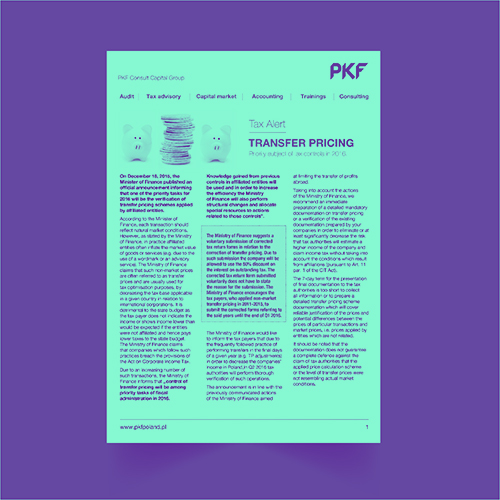 PKF
PKF Consult Capital Group
Audit
Tax advisory
Capital market
Accounting
Trainings
Consulting
Tax Alert
TRANSFER PRICING
Priority subject of tax controls in 2016
On December 18, 2015, the
Minister of Finance published an
official announcement informing
that one of the priority tasks for
2016 will be the verification of
transfer pricing schemes applied
by affiliated entities.
According to the Minister of
Finance, each transaction should
reflect natural market conditions.
However, as stated by the Ministry
of Finance, in practice affiliated
entities often inflate the market value
of goods or services (e.g. due to the
use of a wordmark or an advisory
service). The Ministry of Finance
claims that such non-market prices
are often referred to as transfer
prices and are usually used for
tax optimisation purposes, by
decreasing the tax base applicable
in a given country in relation to
international corporations. It is
detrimental to the state budget as
the tax payer does not indicate the
income or shows income lower than
would be expected if the entities
were not affiliated and hence pays
lower taxes to the state budget.
The Ministry of Finance claims
that companies which follow such
practices breach the provisions of
the Act on Corporate Income Tax.
Due to an increasing number of
such transactions, the Ministry of
Finance informs that „control of
transfer pricing will be among
priority tasks of fiscal
administration in 2016.
Knowledge gained from previous
controls in affiliated entities will
be used and in order to increase
the efficiency the Ministry
of Finance will also perform
structural changes and allocate
special resources to actions
related to those controls”.
The Ministry of Finance suggests a
voluntary submission of corrected
tax return forms in relation to the
correction of transfer pricing. Due to
such submission the company will be
allowed to use the 50% discount on
the interest on outstanding tax. The
corrected tax return form submitted
voluntarily does not have to state
the reason for the submission. The
Ministry of Finance encourages the
tax payers, who applied non-market
transfer pricing in 2011-2015, to
submit the corrected forms referring to
the said years until the end of Q1 2016.
The Ministry of Finance would like
to inform the tax payers that due to
the frequently followed practice of
performing transfers in the final days
of a given year (e.g. TP adjustments)
in order to decrease the companies'
income in Poland in Q2 2016 tax
authorities will perform thorough
verification of such operations.
The announcement is in line with the
previously communicated actions
of the Ministry of Finance aimed
at limiting the transfer of profits
abroad.
Taking into account the actions
of the Ministry of Finance, we
recommend an immediate
preparation of a detailed mandatory
documentation on transfer pricing
or a verification of the existing
documentation prepared by your
companies in order to eliminate or at
least significantly decrease the risk
that tax authorities will estimate a
higher income of the company and
claim income tax without taking into
account the conditions which result
from affiliations (pursuant to Art. 11
par. 1 of the CIT Act).
The 7-day term for the presentation
of final documentation to the tax
authorities is too short to collect
all information or to prepare a
detailed transfer pricing scheme
documentation which will cover
reliable justification of the prices and
potential differences between the
prices of particular transactions and
market prices, i.e. prices applied by
entities which are not related.
It should be noted that the
documentation does not guarantee
a complete defence against the
claim of tax authorities that the
applied price calculation scheme
or the level of transfer prices were
not resembling actual market
conditions.
www.pkfpoland.pl
1